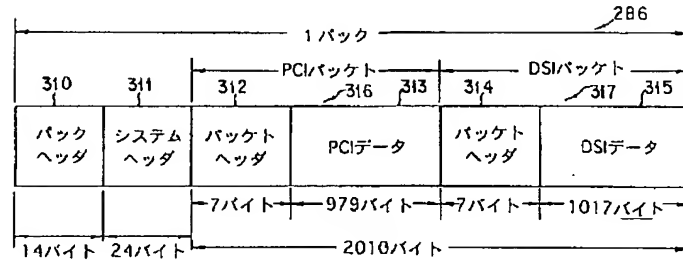 286
1パック
PCIパケット
DSIパケット
310
311
312
316
313
314
317
315
パック
ヘッダ
システム
ヘッダ
パケット
ヘッダ
PCIデータ
パケット
ヘッダ
DSIデータ
7バイト
979バイト
7バイト
1017バイト
14バイト
24バイト
2010バイト